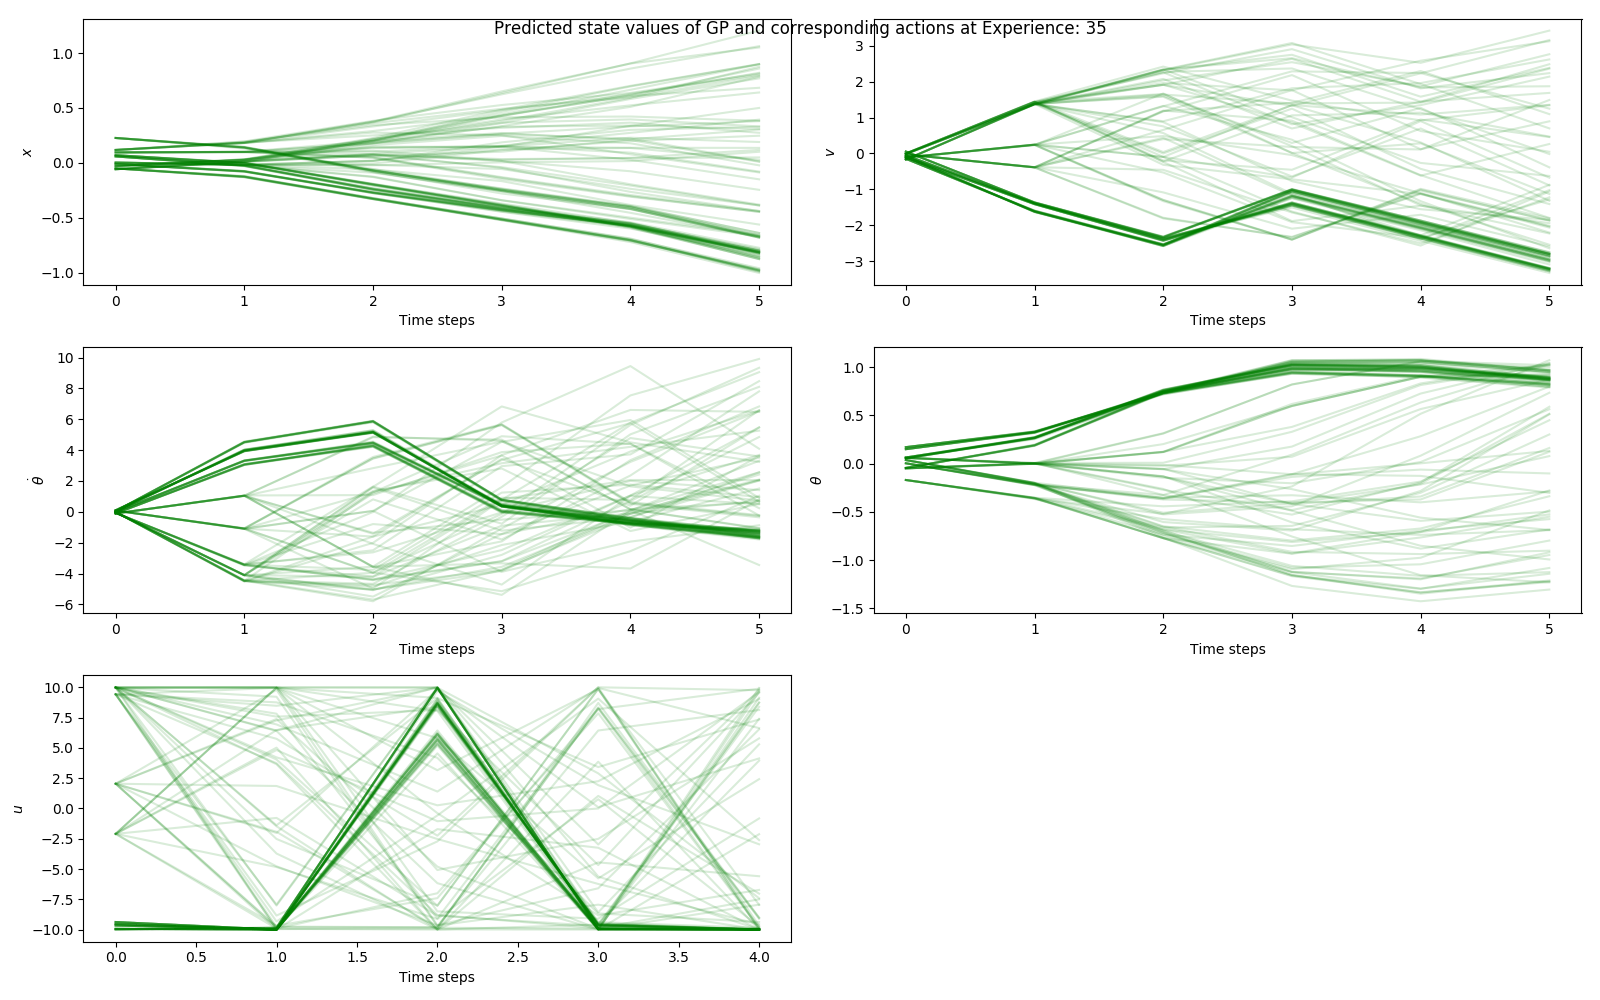 Predicted state values of GP and corresponding actions at Experience: 35
x
1.0
0.5
0.0
−0.5
−1.0
0 1 2 3 4 5
Time steps
v
3
2
1
0
−1
−2
−3
0 1 2 3 4 5
Time steps
θ̇
10
8
6
4
2
0
−2
−4
−6
0 1 2 3 4 5
Time steps
θ
1.0
0.5
0.0
−0.5
−1.0
−1.5
0 1 2 3 4 5
Time steps
u
10.0
7.5
5.0
2.5
0.0
−2.5
−5.0
−7.5
−10.0
0.0 0.5 1.0 1.5 2.0 2.5 3.0 3.5 4.0
Time steps